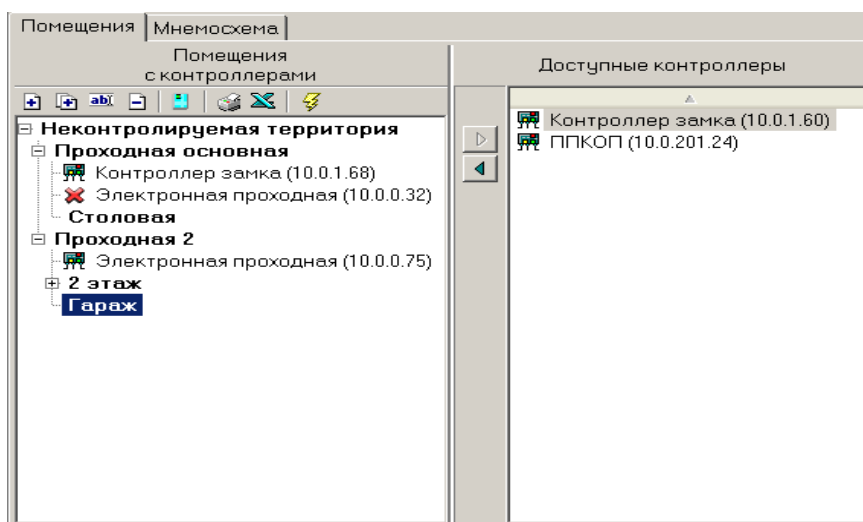 Помещения
Мнемосхема
Помещения
с контроллерами
Доступные контроллеры
abI
Неконтролируемая территория
Проходная основная
Контроллер замка (10.0.1.68)
Электронная проходная (10.0.0.32)
Столовая
Проходная 2
Электронная проходная (10.0.0.75)
2 этаж
Гараж
Контроллер замка (10.0.1.60)
ППКОП (10.0.201.24)